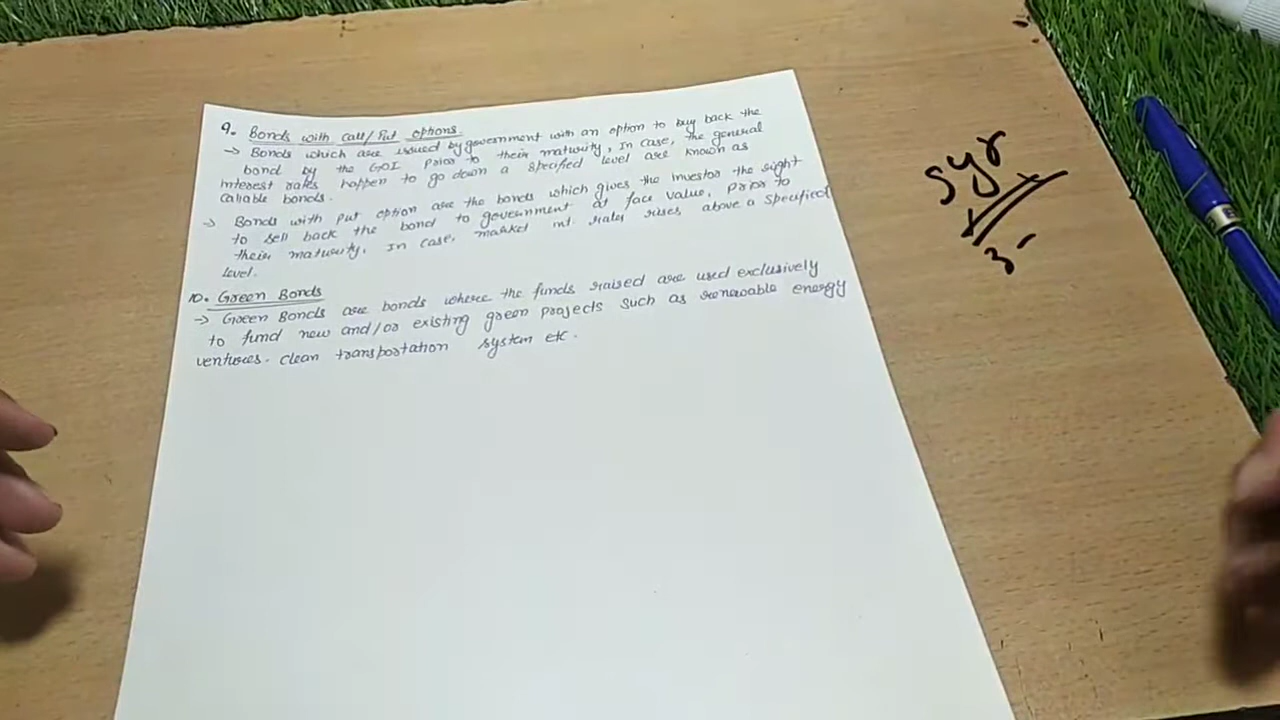 9. Bonds with call/Put options.
→ Bonds which are issued by government with an option to buy back the
bond by the GOI prior to their maturity, in case, the general
interest rates happen to go down a specified level are known as
callable bonds.
→ Bonds with Put option are the bonds which gives the investor the right
to sell back the bond to government at face value, prior to
their maturity, in case, market int. rates rises above a specified
level.
10. Green Bonds
→ Green Bonds are bonds where the funds raised are used exclusively
to fund new and/or existing green projects such as renewable energy
ventures. clean transportation system etc.
5yr
3